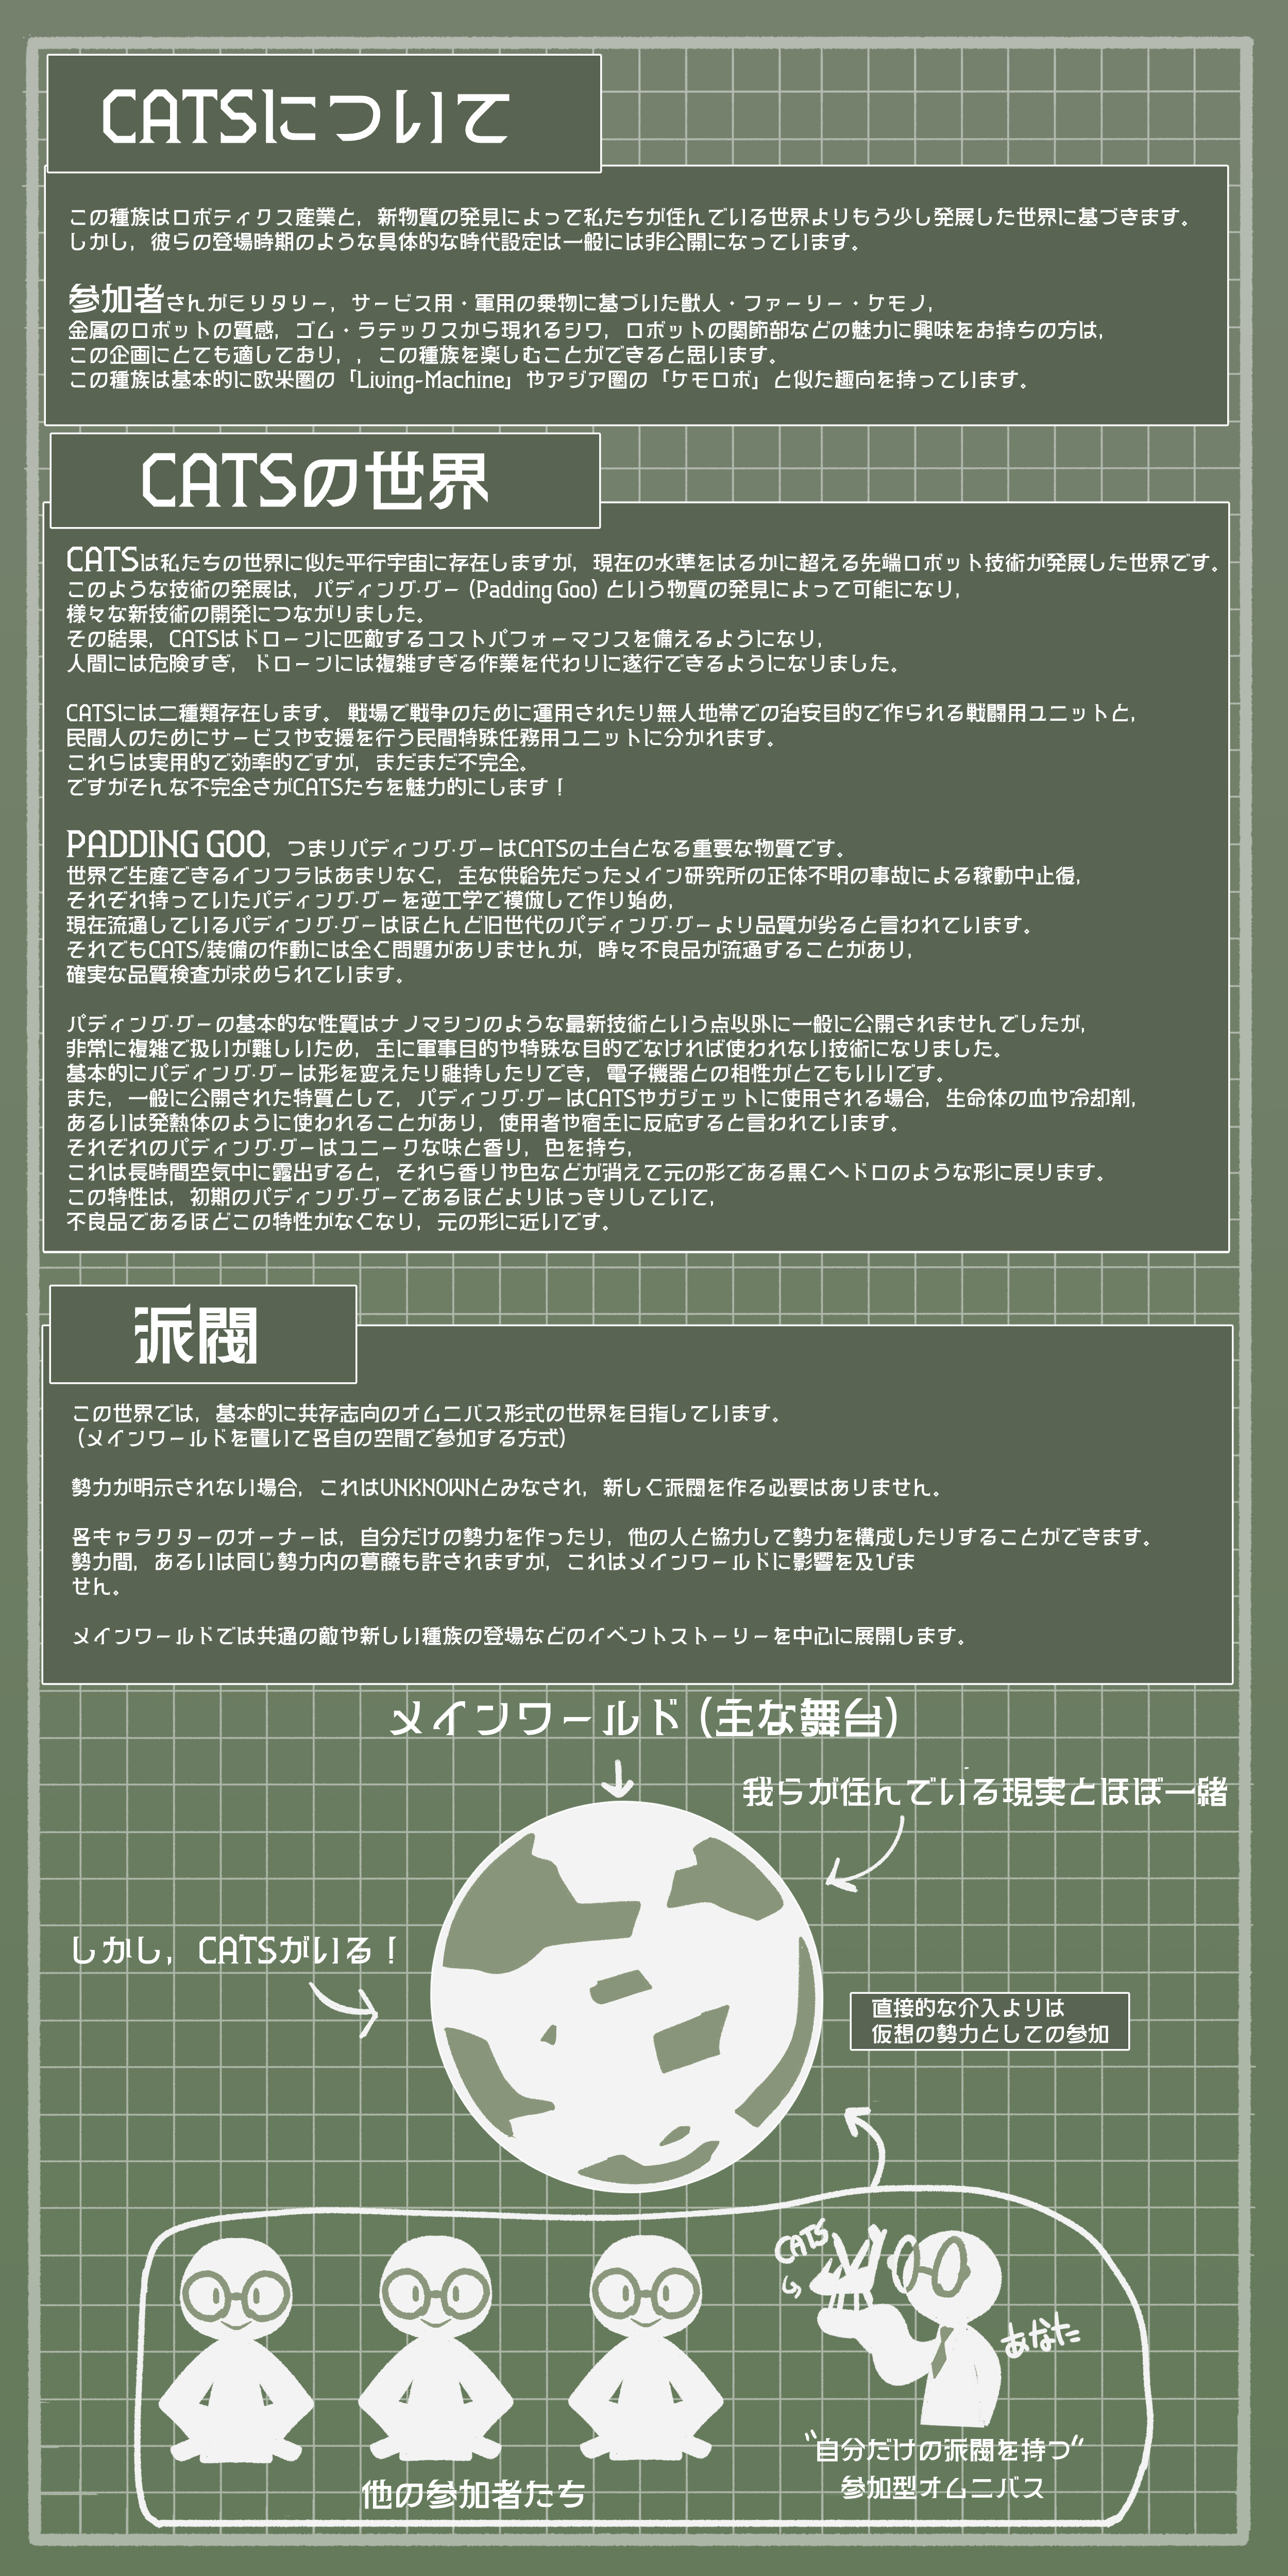 CATSについて
この種族はロボティクス産業と, 新物質の発見によって私たちが住んでいる世界よりもう少し発展した世界に基づきます。
しかし, 彼らの登場時期のような具体的な時代設定は一般には非公開になっています。
参加者さんがミリタリー, サービス用・軍用の乗物に基づいた獣人・ファーリー・ケモノ,
金属のロボットの質感, ゴム・ラテックスから現れるシワ, ロボットの関節部などの魅力に興味をお持ちの方は,
この企画にとても適しており, , この種族を楽しむことができると思います。
この種族は基本的に欧米圏の「Living-Machine」やアジア圏の「ケモロボ」と似た趣向を持っています。
CATSの世界
CATSは私たちの世界に似た平行宇宙に存在しますが, 現在の水準をはるかに超える先端ロボット技術が発展した世界です。
このような技術の発展は, パディング·グー (Padding Goo) という物質の発見によって可能になり,
様々な新技術の開発につながりました。
その結果, CATSはドローンに匹敵するコストパフォーマンスを備えるようになり,
人間には危険すぎ, ドローンには複雑すぎる作業を代わりに遂行できるようになりました。
CATSには二種類存在します。 戦場で戦争のために運用されたり無人地帯での治安目的で作られる戦闘用ユニットと,
民間人のためにサービスや支援を行う民間特殊任務用ユニットに分かれます。
これらは実用的で効率的ですが, まだまだ不完全。
ですがそんな不完全さがCATSたちを魅力的にします!
PADDING GOO, つまりパディング·グーはCATSの土台となる重要な物質です。
世界で生産できるインフラはあまりなく, 主な供給先だったメイン研究所の正体不明の事故による稼動中止後,
それぞれ持っていたパディング·グーを逆工学で模倣して作り始め,
現在流通しているパディング·グーはほとんど旧世代のパディング·グーより品質が劣ると言われています。
それでもCATS/装備の作動には全く問題がありませんが, 時々不良品が流通することがあり,
確実な品質検査が求められています。
パディング·グーの基本的な性質はナノマシンのような最新技術という点以外に一般に公開されませんでしたが,
非常に複雑で扱いが難しいため, 主に軍事目的や特殊な目的でなければ使われない技術になりました。
基本的にパディング·グーは形を変えたり維持したりでき, 電子機器との相性がとてもいいです。
また, 一般に公開された特質として, パディング·グーはCATSやガジェットに使用される場合, 生命体の血や冷却剤,
あるいは発熱体のように使われることがあり, 使用者や宿主に反応すると言われています。
それぞれのパディング·グーはユニークな味と香り, 色を持ち,
これは長時間空気中に露出すると, それら香りや色などが消えて元の形である黒くヘドロのような形に戻ります。
この特性は, 初期のパディング·グーであるほどよりはっきりしていて,
不良品であるほどこの特性がなくなり, 元の形に近いです。
派閥
この世界では, 基本的に共存志向のオムニバス形式の世界を目指しています。
(メインワールドを置いて各自の空間で参加する方式)
勢力が明示されない場合, これはUNKNOWNとみなされ, 新しく派閥を作る必要はありません。
各キャラクターのオーナーは, 自分だけの勢力を作ったり, 他の人と協力して勢力を構成したりすることができます。
勢力間, あるいは同じ勢力内の葛藤も許されますが, これはメインワールドに影響を及びま
せん。
メインワールドでは共通の敵や新しい種族の登場などのイベントストーリーを中心に展開します。
メインワールド (主な舞台)
我らが住んでいる現実とほぼ一緒
しかし, CATSがいる!
直接的な介入よりは
仮想の勢力としての参加
CATS
あなた
"自分だけの派閥を持つ"
参加型オムニバス
他の参加者たち